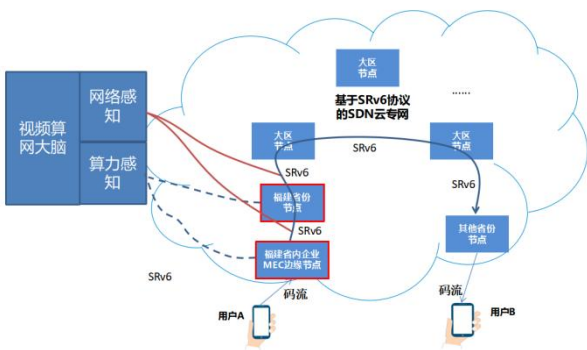 视频算
网大脑
网络感
知
算力感
知
大区
节点
基于SRv6协议
的SDN云专网
......
大区
节点
SRv6
大区
节点
SRv6
SRv6
福建省份
节点
SRv6
其他省份
节点
福建省内企业
MEC边缘节点
SRv6
码流
码流
用户A
用户B